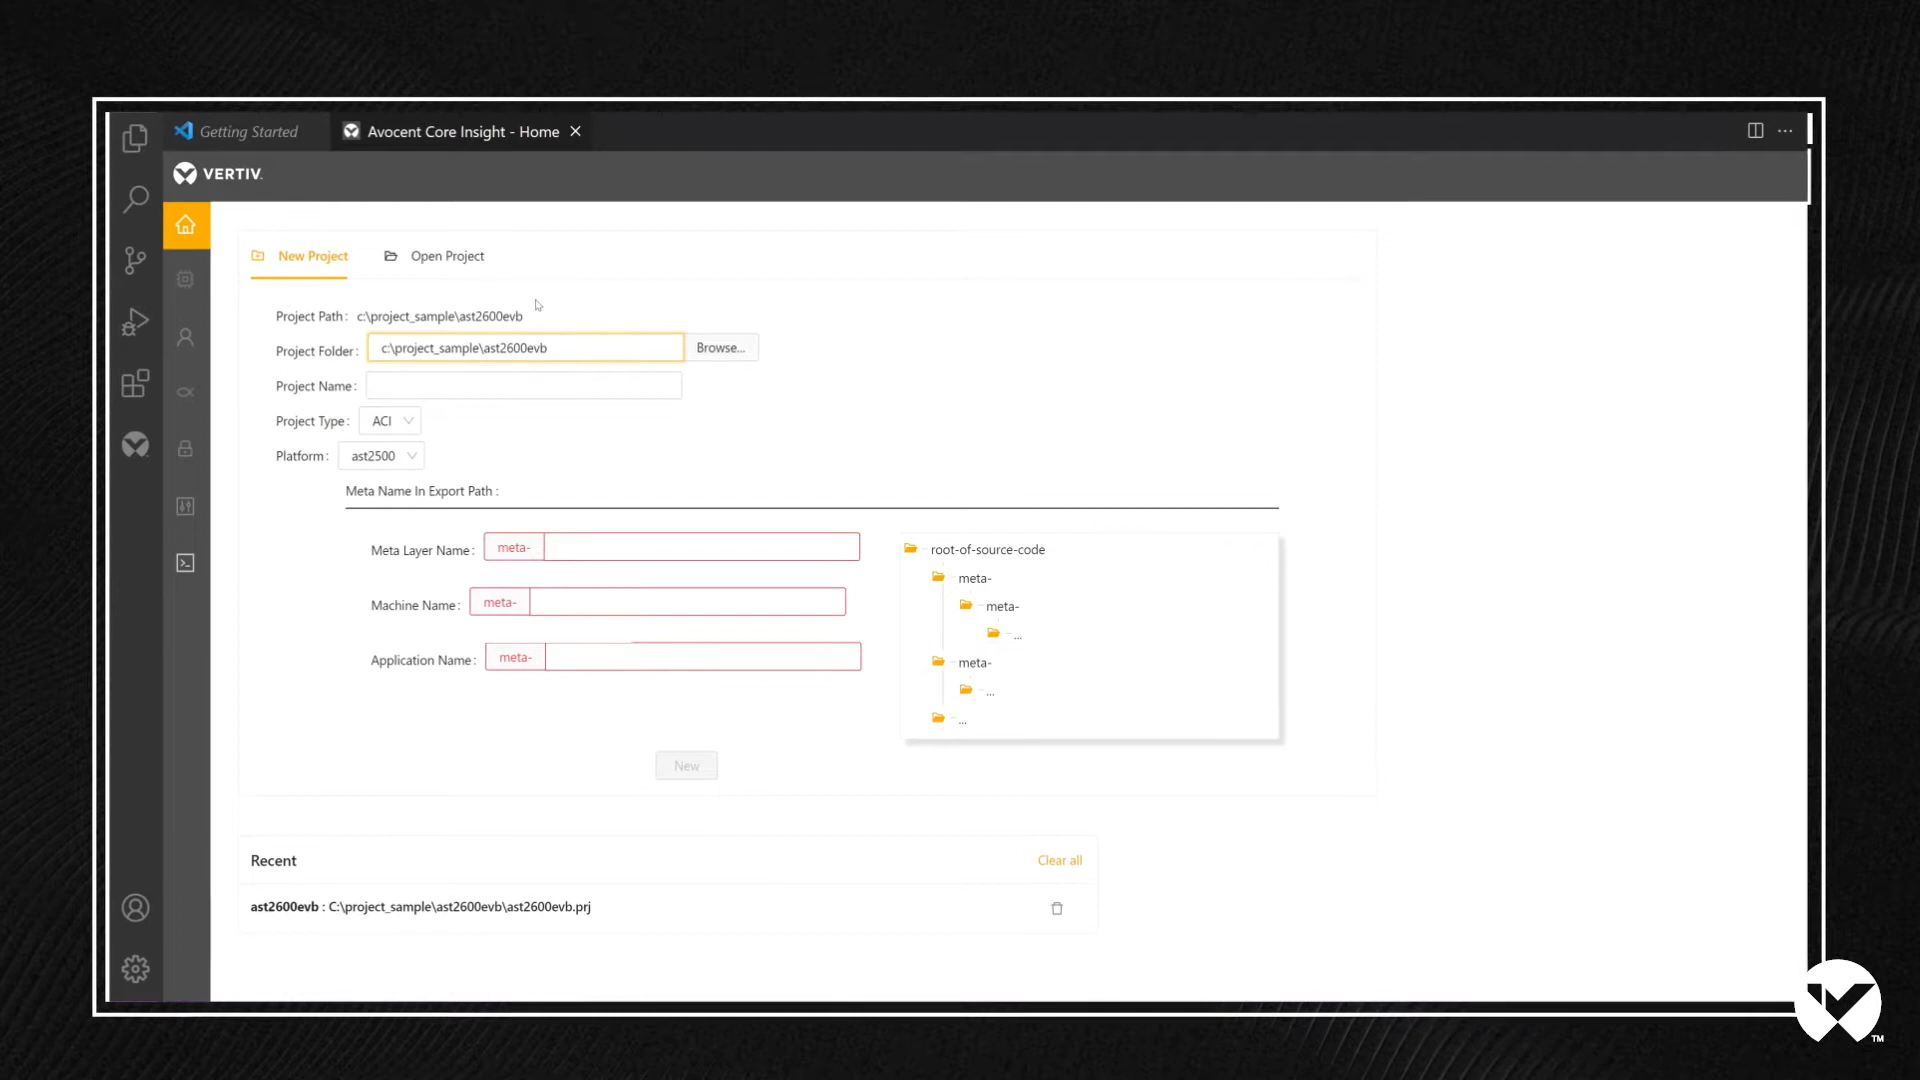 Getting Started
Avocent Core Insight - Home
VERTIV.
New Project
Open Project
Project Path : c:\project_sample\ast2600evb
Project Folder : c:\project_sample\ast2600evb Browse...
Project Name :
Project Type : ACI
Platform : ast2500
Meta Name In Export Path :
Meta Layer Name : meta-
Machine Name : meta-
Application Name : meta-
root-of-source-code
meta-
meta-
...
meta-
...
...
New
Recent
Clear all
ast2600evb : C:\project_sample\ast2600evb\ast2600evb.prj
TM